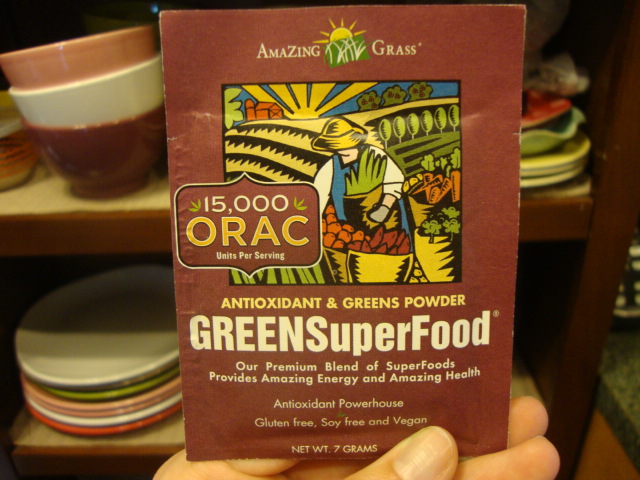 AMAZING GRASS®
15,000
ORAC
Units Per Serving
ANTIOXIDANT & GREENS POWDER
GREENSuperFood®
Our Premium Blend of SuperFoods
Provides Amazing Energy and Amazing Health
Antioxidant Powerhouse
Gluten free, Soy free and Vegan
NET WT. 7 GRAMS